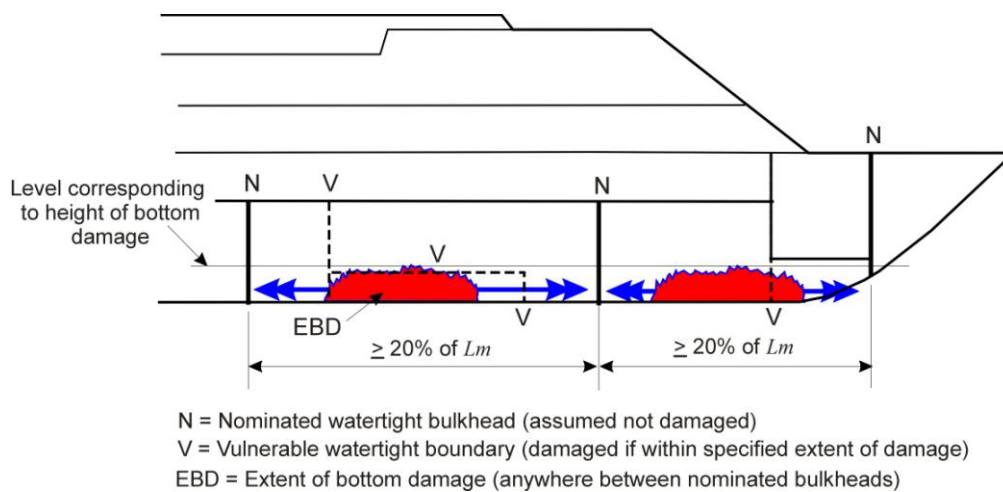 N
Level corresponding
to height of bottom
damage
N
V
N
V
EBD
V
V
≥ 20% of Lm
≥ 20% of Lm
N = Nominated watertight bulkhead (assumed not damaged)
V = Vulnerable watertight boundary (damaged if within specified extent of damage)
EBD = Extent of bottom damage (anywhere between nominated bulkheads)